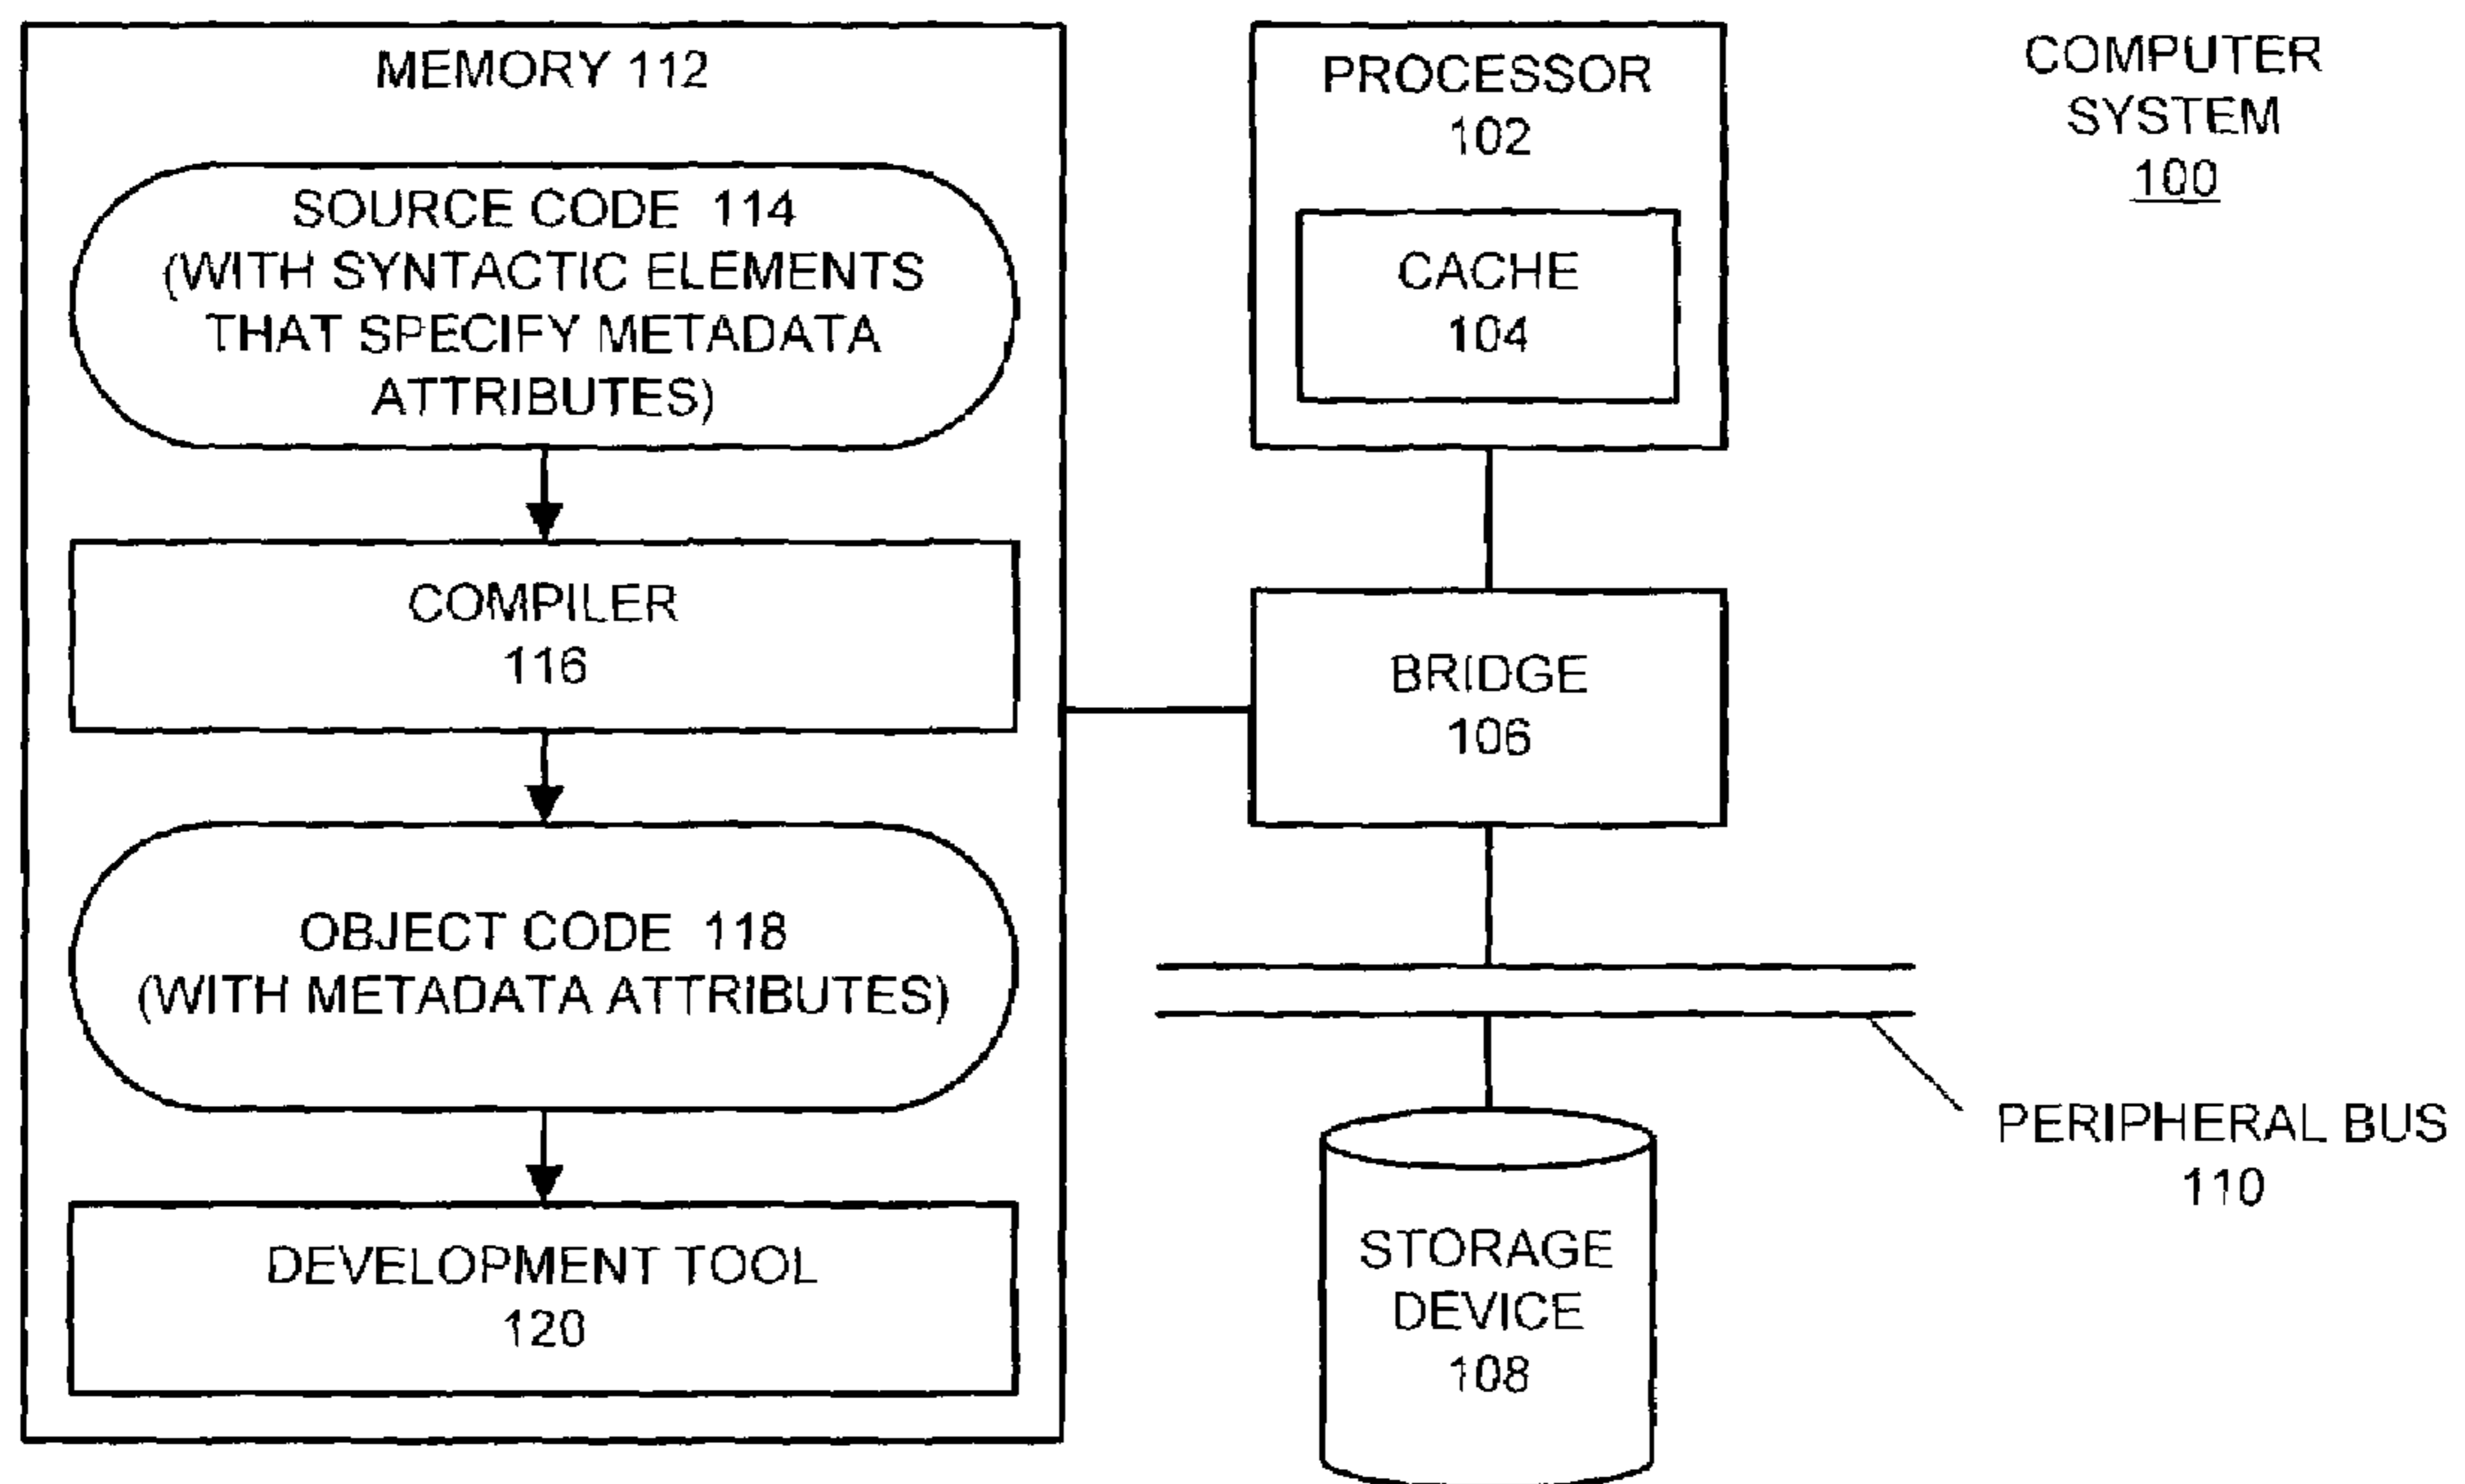 MEMORY 112
SOURCE CODE 114
(WITH SYNTACTIC ELEMENTS
THAT SPECIFY METADATA
ATTRIBUTES)
COMPILER
116
OBJECT CODE 118
(WITH METADATA ATTRIBUTES)
DEVELOPMENT TOOL
120
PROCESSOR
102
CACHE
104
BRIDGE
106
STORAGE
DEVICE
108
COMPUTER
SYSTEM
100
PERIPHERAL BUS
110